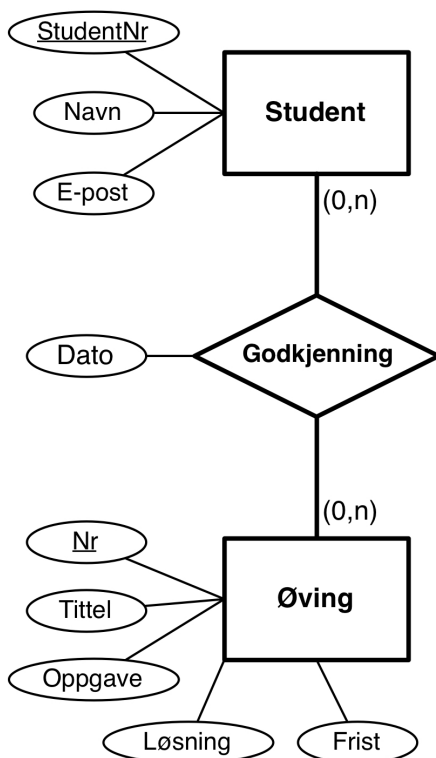 StudentNr
Navn
E-post
Student
(0,n)
Dato
Godkjenning
(0,n)
Nr
Tittel
Oppgave
Øving
Løsning
Frist